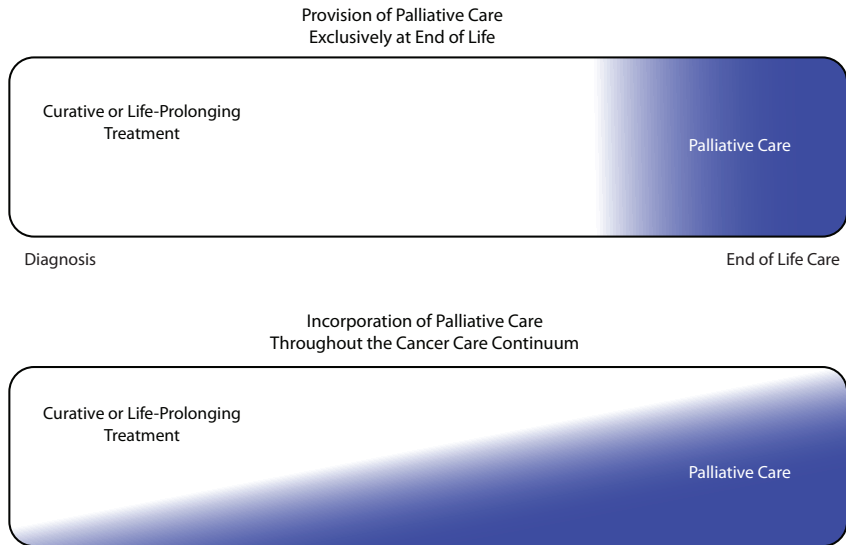 Provision of Palliative Care
Exclusively at End of Life
Curative or Life-Prolonging
Treatment
Palliative Care
Diagnosis
End of Life Care
Incorporation of Palliative Care
Throughout the Cancer Care Continuum
Curative or Life-Prolonging
Treatment
Palliative Care